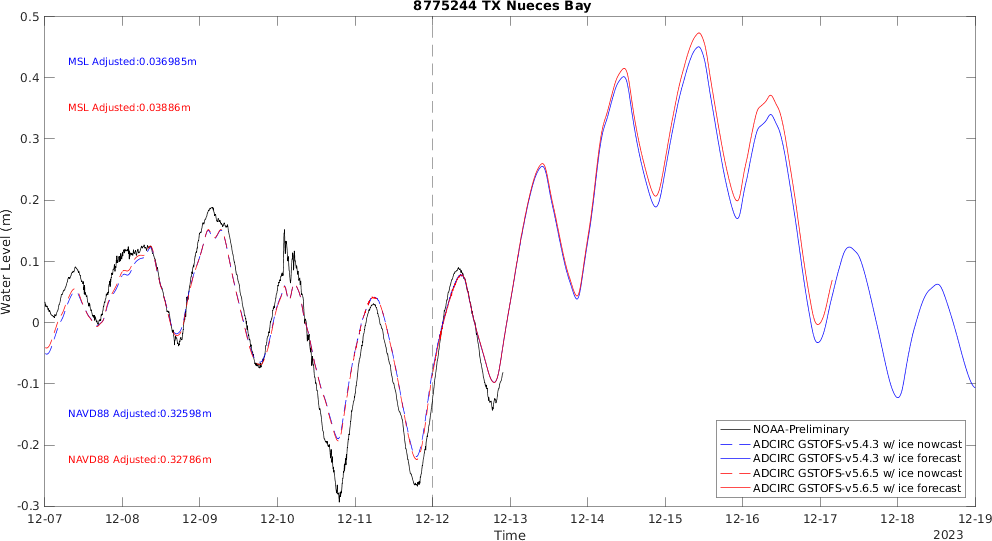 8775244 TX Nueces Bay
0.5
0.4
0.3
0.2
0.1
0
-0.1
-0.2
-0.3
Water Level (m)
MSL Adjusted:0.036985m
MSL Adjusted:0.03886m
NAVD88 Adjusted:0.32598m
NAVD88 Adjusted:0.32786m
NOAA-Preliminary
ADCIRC GSTOFS-v5.4.3 w/ ice nowcast
ADCIRC GSTOFS-v5.4.3 w/ ice forecast
ADCIRC GSTOFS-v5.6.5 w/ ice nowcast
ADCIRC GSTOFS-v5.6.5 w/ ice forecast
12-07 12-08 12-09 12-10 12-11 12-12 12-13 12-14 12-15 12-16 12-17 12-18 12-19
Time
2023